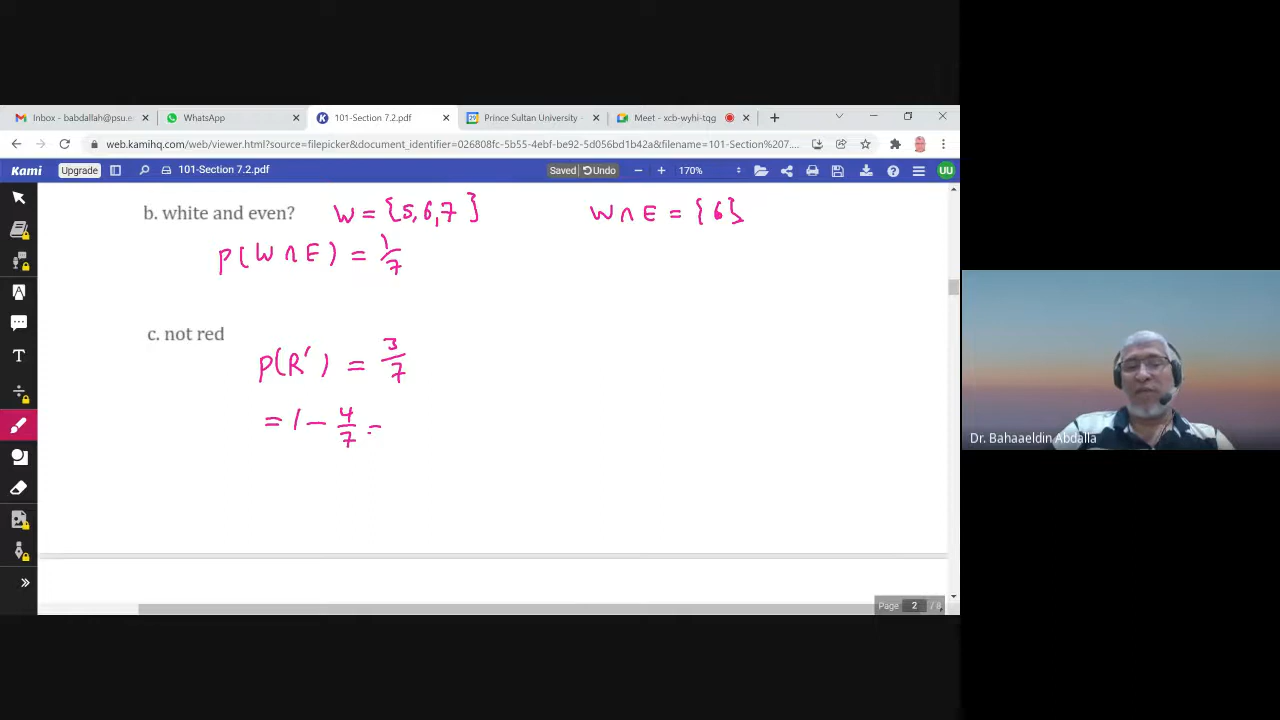 Inbox - babdallah@psu.e
WhatsApp
101-Section 7.2.pdf
Prince Sultan University -
Meet - xcb-wyhi-tqg
web.kamihq.com/web/viewer.html?source=filepicker&document_identifier=026808fc-5b55-4ebf-be92-5d056bd1b42a&filename=101-Section%207....
Kami
Upgrade
101-Section 7.2.pdf
Saved
Undo
170%
UU
b. white and even? W = {5,6,7} W ∩ E = {6}
P(W ∩ E) = 1/7
c. not red
P(R′) = 3/7
= 1 - 4/7 =
Dr. Bahaaeldin Abdalla
Page 2 / 8